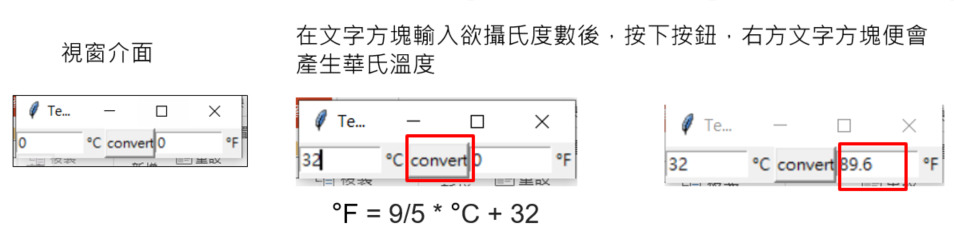 視窗介面
在文字方塊輸入欲攝氏度數後，按下按鈕，右方文字方塊便會
產生華氏溫度
Te...
0 °C convert 0 °F
Te...
32 °C convert 0 °F
Te...
32 °C convert 89.6 °F
°F = 9/5 * °C + 32